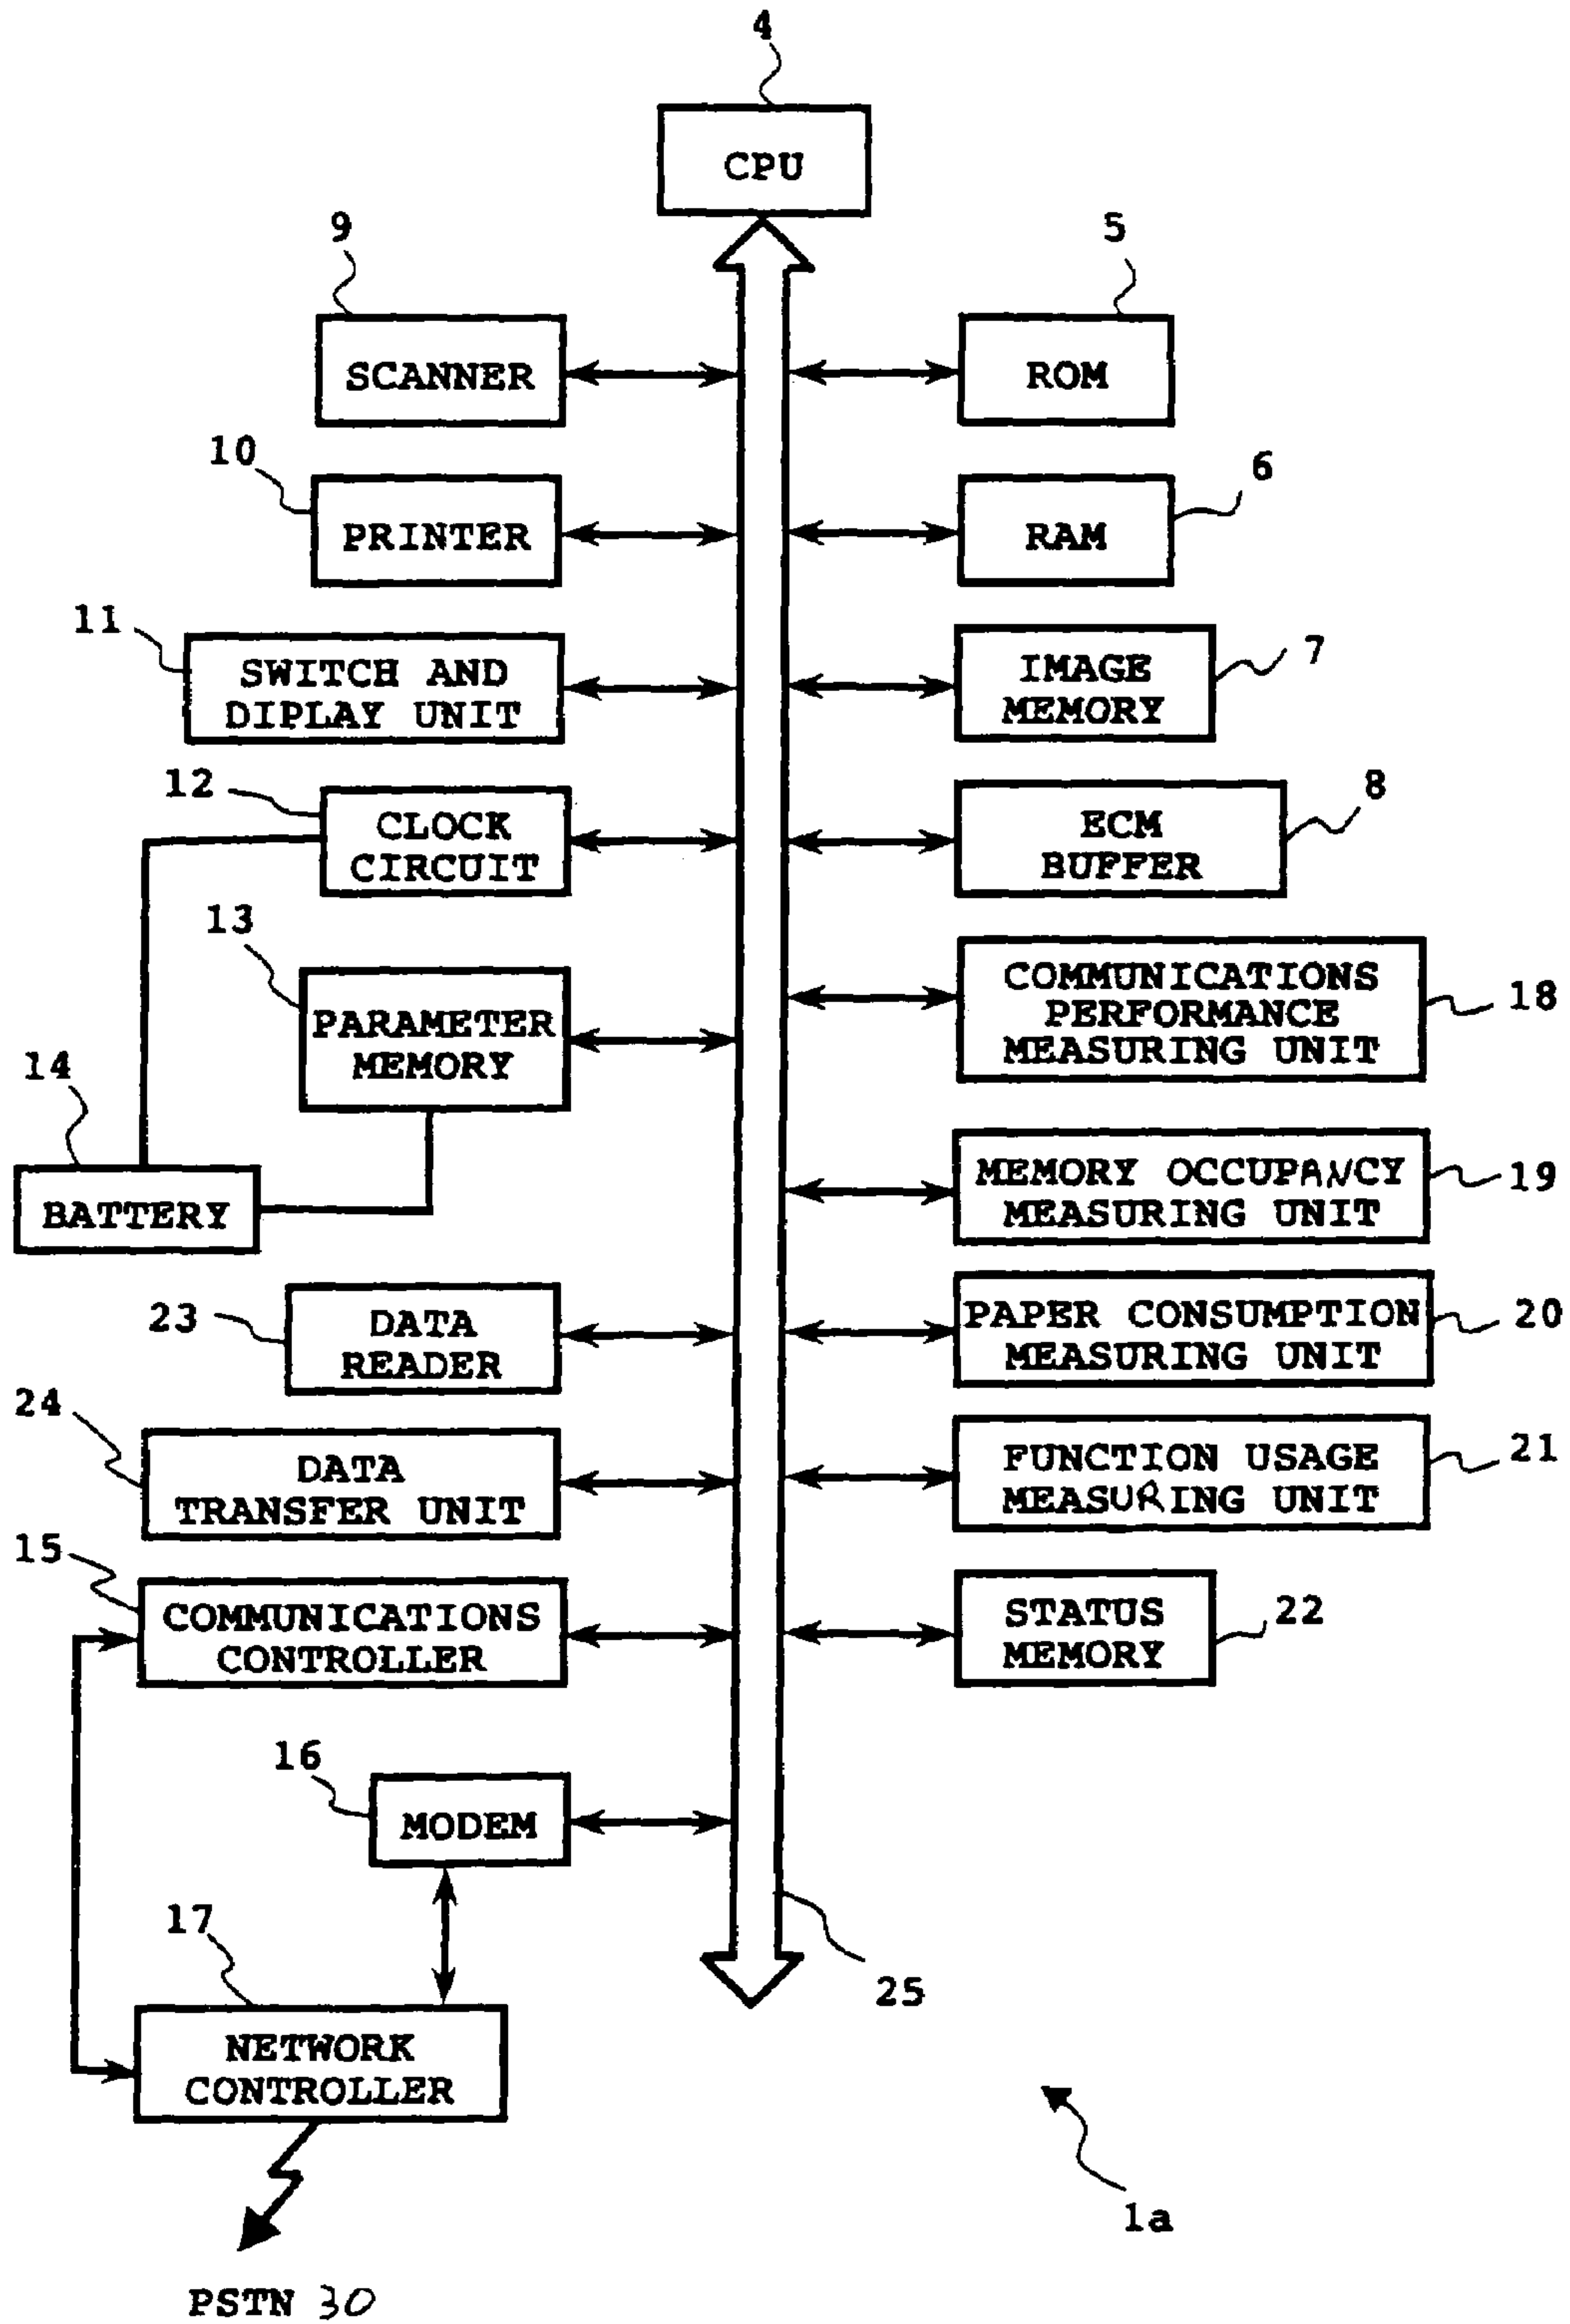 4
CPU
9
SCANNER
5
ROM
10
PRINTER
6
RAM
11
SWITCH AND
DIPLAY UNIT
IMAGE
MEMORY
7
12
CLOCK
CIRCUIT
ECM
BUFFER
8
13
PARAMETER
MEMORY
COMMUNICATIONS
PERFORMANCE
MEASURING UNIT
18
14
BATTERY
MEMORY OCCUPANCY
MEASURING UNIT
19
23
DATA
READER
PAPER CONSUMPTION
MEASURING UNIT
20
24
DATA
TRANSFER UNIT
FUNCTION USAGE
MEASURING UNIT
21
15
COMMUNICATIONS
CONTROLLER
STATUS
MEMORY
22
16
MODEM
17
NETWORK
CONTROLLER
25
1a
PSTN 30